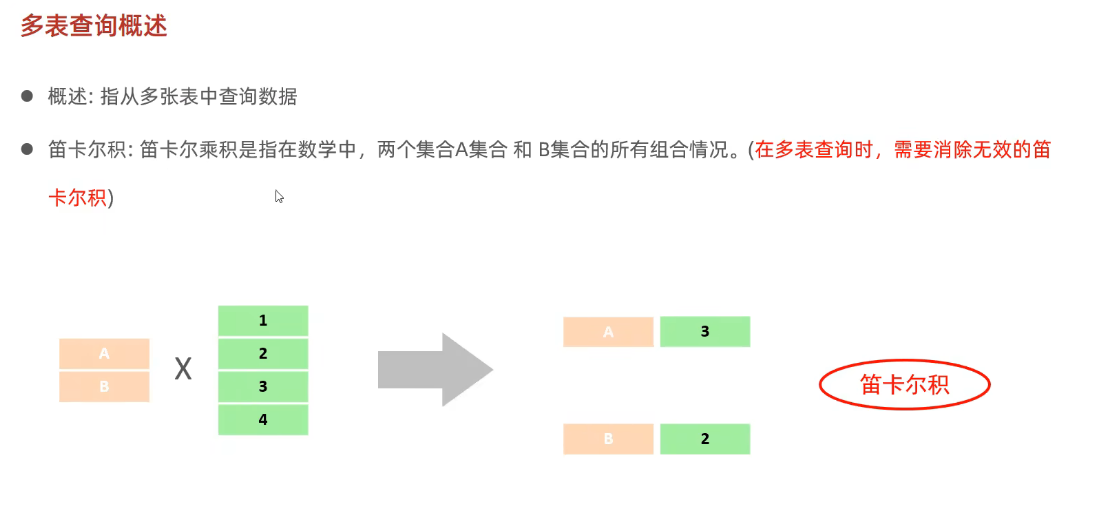 多表查询概述
● 概述: 指从多张表中查询数据
● 笛卡尔积: 笛卡尔乘积是指在数学中，两个集合A集合 和 B集合的所有组合情况。(在多表查询时，需要消除无效的笛
卡尔积)
A
B
X
1
2
3
4
A 3
B 2
笛卡尔积